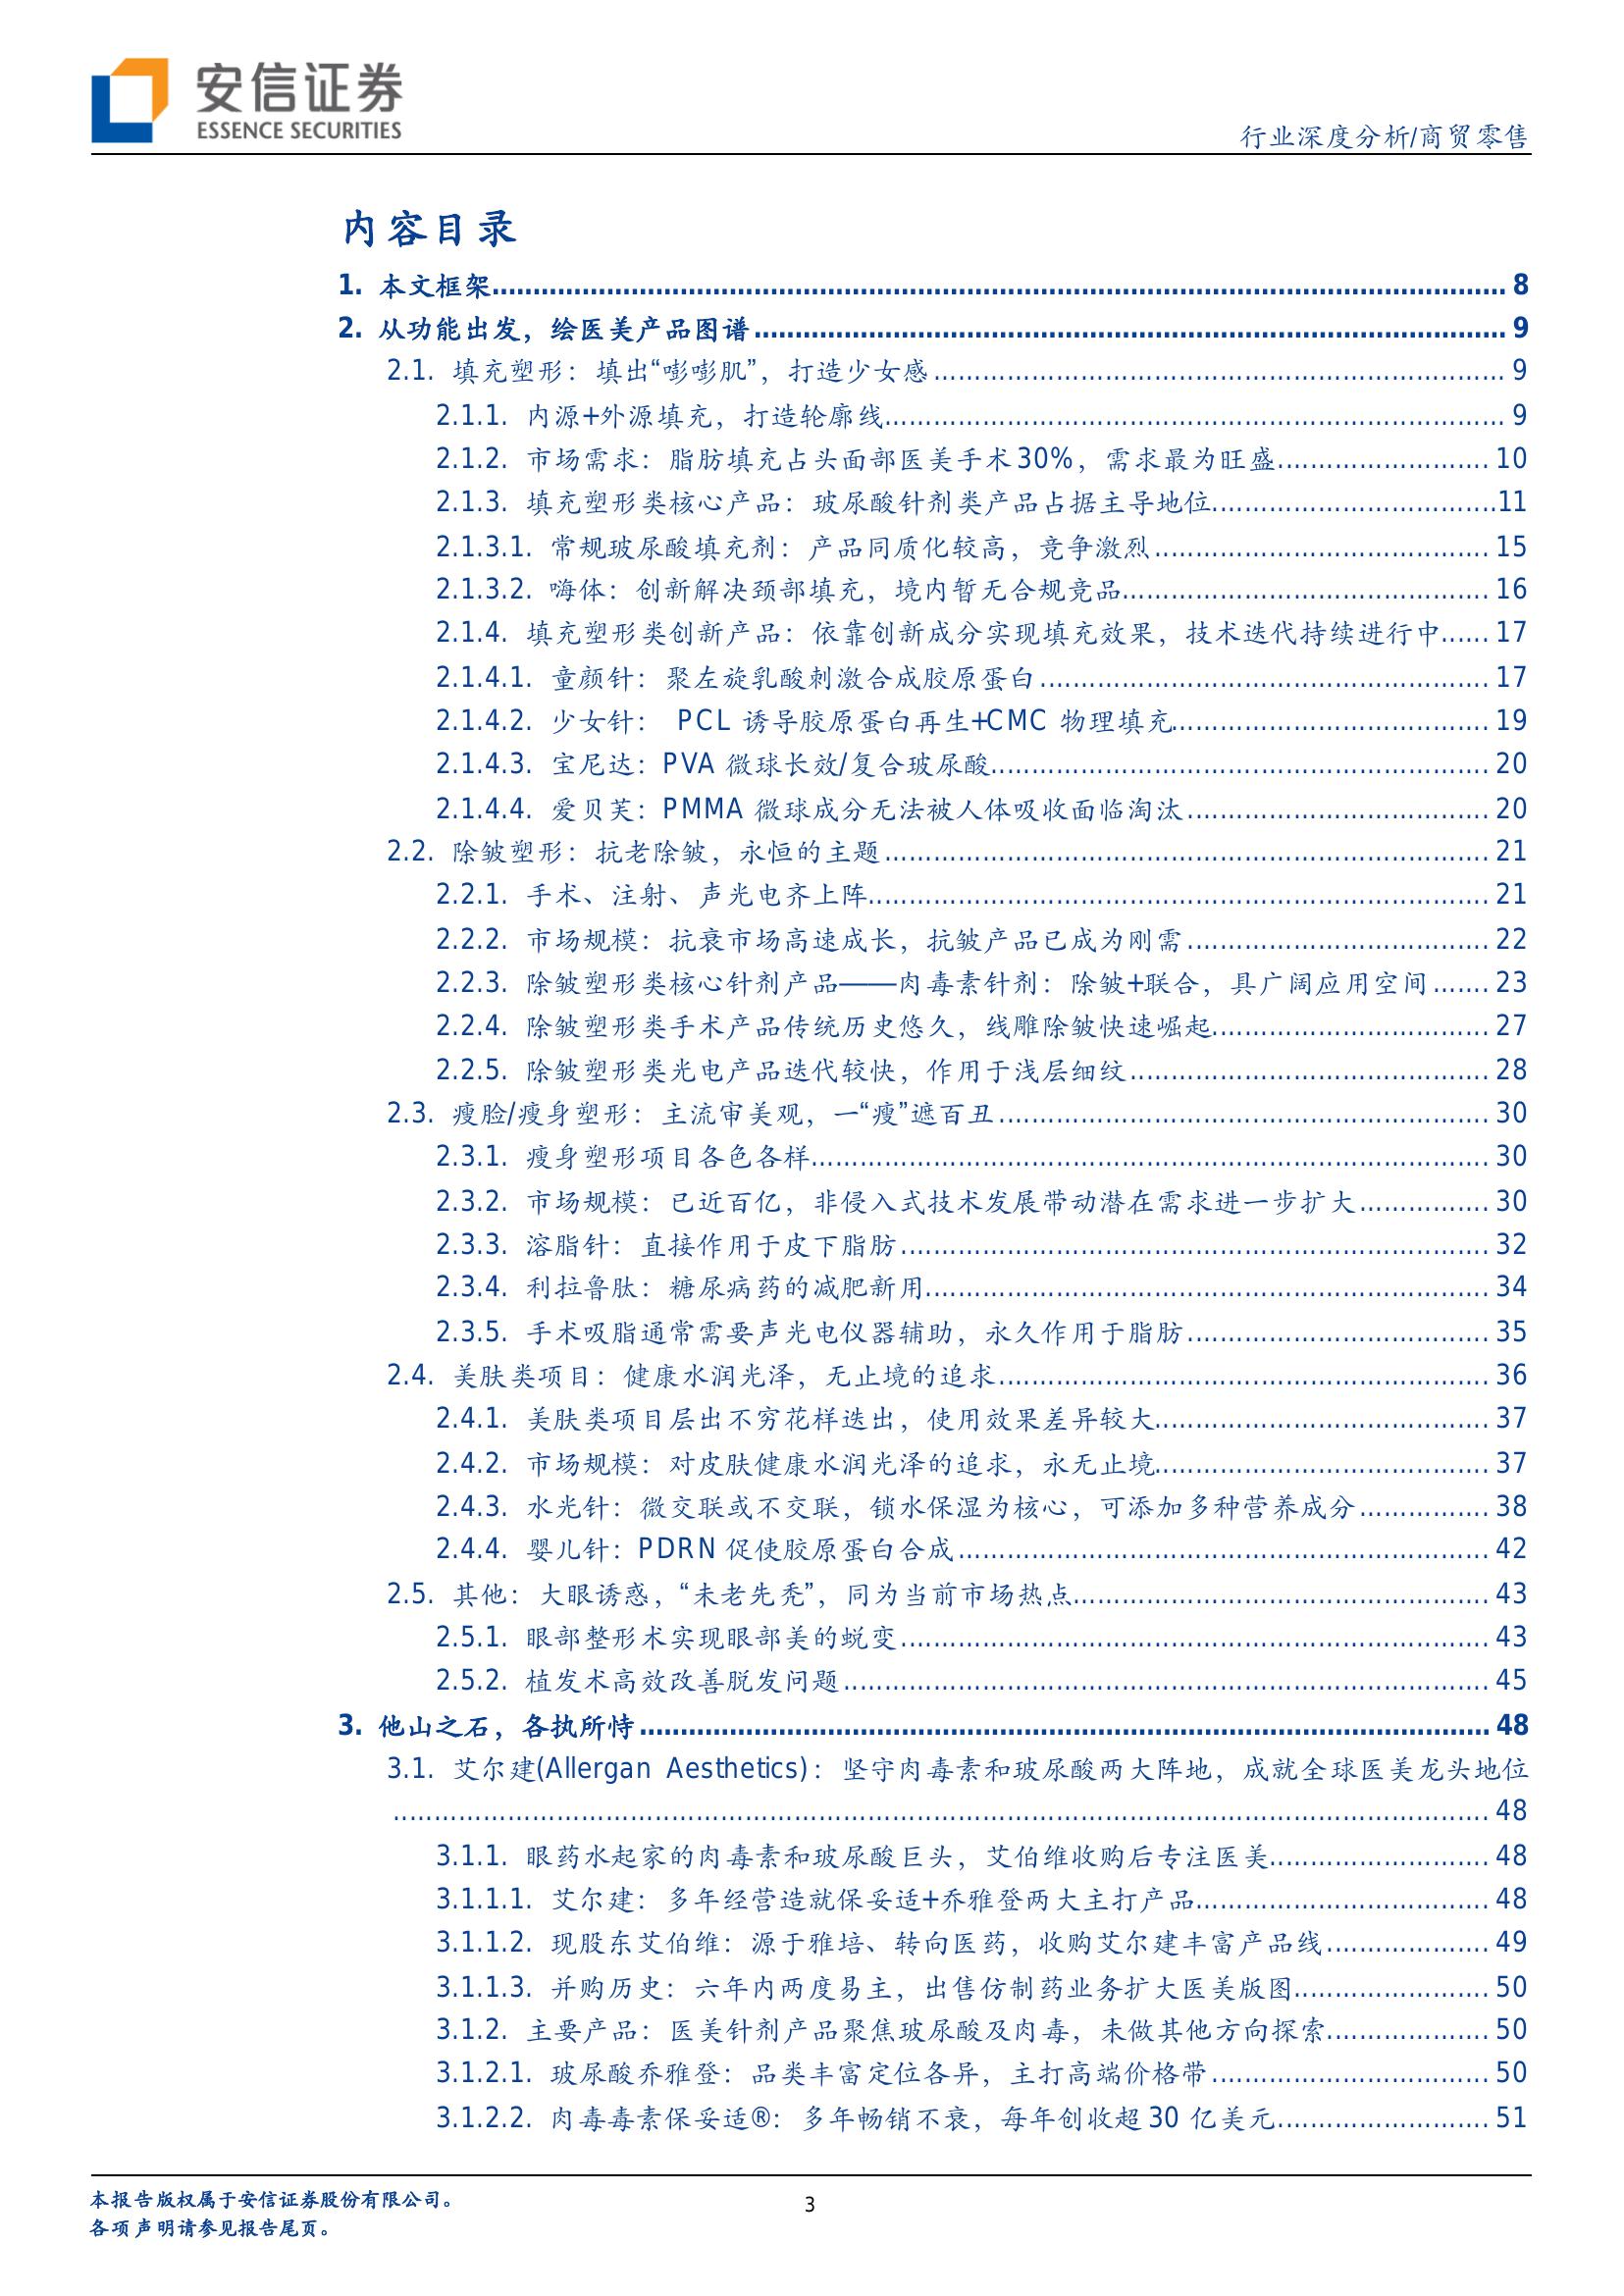 安信证券
ESSENCE SECURITIES
行业深度分析/商贸零售
内容目录
1. 本文框架........ 8
2. 从功能出发，绘医美产品图谱........ 9
2.1. 填充塑形：填出“嘭嘭肌”，打造少女感........ 9
2.1.1. 内源+外源填充，打造轮廓线........ 9
2.1.2. 市场需求：脂肪填充占头面部医美手术30%，需求最为旺盛........ 10
2.1.3. 填充塑形类核心产品：玻尿酸针剂类产品占据主导地位........ 11
2.1.3.1. 常规玻尿酸填充剂：产品同质化较高，竞争激烈........ 15
2.1.3.2. 嗨体：创新解决颈部填充，境内暂无合规竞品........ 16
2.1.4. 填充塑形类创新产品：依靠创新成分实现填充效果，技术迭代持续进行中...... 17
2.1.4.1. 童颜针：聚左旋乳酸刺激合成胶原蛋白........ 17
2.1.4.2. 少女针： PCL 诱导胶原蛋白再生+CMC 物理填充........ 19
2.1.4.3. 宝尼达：PVA 微球长效/复合玻尿酸........ 20
2.1.4.4. 爱贝芙：PMMA 微球成分无法被人体吸收面临淘汰........ 20
2.2. 除皱塑形：抗老除皱，永恒的主题........ 21
2.2.1. 手术、注射、声光电齐上阵........ 21
2.2.2. 市场规模：抗衰市场高速成长，抗皱产品已成为刚需........ 22
2.2.3. 除皱塑形类核心针剂产品——肉毒素针剂：除皱+联合，具广阔应用空间....... 23
2.2.4. 除皱塑形类手术产品传统历史悠久，线雕除皱快速崛起........ 27
2.2.5. 除皱塑形类光电产品迭代较快，作用于浅层细纹........ 28
2.3. 瘦脸/瘦身塑形：主流审美观，一“瘦”遮百丑........ 30
2.3.1. 瘦身塑形项目各色各样........ 30
2.3.2. 市场规模：已近百亿，非侵入式技术发展带动潜在需求进一步扩大........ 30
2.3.3. 溶脂针：直接作用于皮下脂肪........ 32
2.3.4. 利拉鲁肽：糖尿病药的减肥新用........ 34
2.3.5. 手术吸脂通常需要声光电仪器辅助，永久作用于脂肪........ 35
2.4. 美肤类项目：健康水润光泽，无止境的追求........ 36
2.4.1. 美肤类项目层出不穷花样迭出，使用效果差异较大........ 37
2.4.2. 市场规模：对皮肤健康水润光泽的追求，永无止境........ 37
2.4.3. 水光针：微交联或不交联，锁水保湿为核心，可添加多种营养成分........ 38
2.4.4. 婴儿针：PDRN 促使胶原蛋白合成........ 42
2.5. 其他：大眼诱惑，“未老先秃”，同为当前市场热点........ 43
2.5.1. 眼部整形术实现眼部美的蜕变........ 43
2.5.2. 植发术高效改善脱发问题........ 45
3. 他山之石，各执所恃........ 48
3.1. 艾尔建(Allergan Aesthetics)：坚守肉毒素和玻尿酸两大阵地，成就全球医美龙头地位
........ 48
3.1.1. 眼药水起家的肉毒素和玻尿酸巨头，艾伯维收购后专注医美........ 48
3.1.1.1. 艾尔建：多年经营造就保妥适+乔雅登两大主打产品........ 48
3.1.1.2. 现股东艾伯维：源于雅培、转向医药，收购艾尔建丰富产品线........ 49
3.1.1.3. 并购历史：六年内两度易主，出售仿制药业务扩大医美版图........ 50
3.1.2. 主要产品：医美针剂产品聚焦玻尿酸及肉毒，未做其他方向探索........ 50
3.1.2.1. 玻尿酸乔雅登：品类丰富定位各异，主打高端价格带........ 50
3.1.2.2. 肉毒毒素保妥适®：多年畅销不衰，每年创收超 30 亿美元........ 51
本报告版权属于安信证券股份有限公司。
3
各项声明请参见报告尾页。